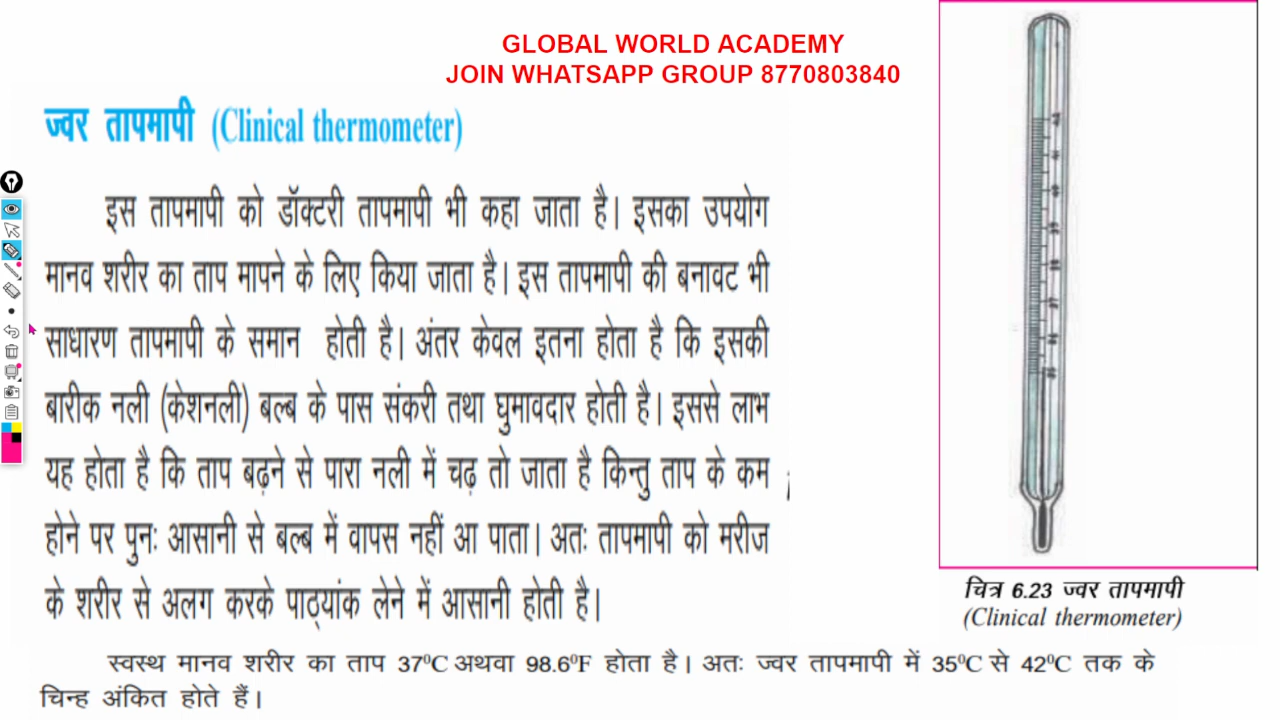 GLOBAL WORLD ACADEMY
JOIN WHATSAPP GROUP 8770803840
ज्वर तापमापी (Clinical thermometer)
इस तापमापी को डॉक्टरी तापमापी भी कहा जाता है। इसका उपयोग
मानव शरीर का ताप मापने के लिए किया जाता है। इस तापमापी की बनावट भी
साधारण तापमापी के समान होती है। अंतर केवल इतना होता है कि इसकी
बारीक नली (केशनली) बल्ब के पास संकरी तथा घुमावदार होती है। इससे लाभ
यह होता है कि ताप बढ़ने से पारा नली में चढ़ तो जाता है किन्तु ताप के कम
होने पर पुनः आसानी से बल्ब में वापस नहीं आ पाता। अतः तापमापी को मरीज
के शरीर से अलग करके पाठ्यांक लेने में आसानी होती है।
स्वस्थ मानव शरीर का ताप 37⁰C अथवा 98.6⁰F होता है। अतः ज्वर तापमापी में 35⁰C से 42⁰C तक के
चिन्ह अंकित होते हैं।
चित्र 6.23 ज्वर तापमापी
(Clinical thermometer)